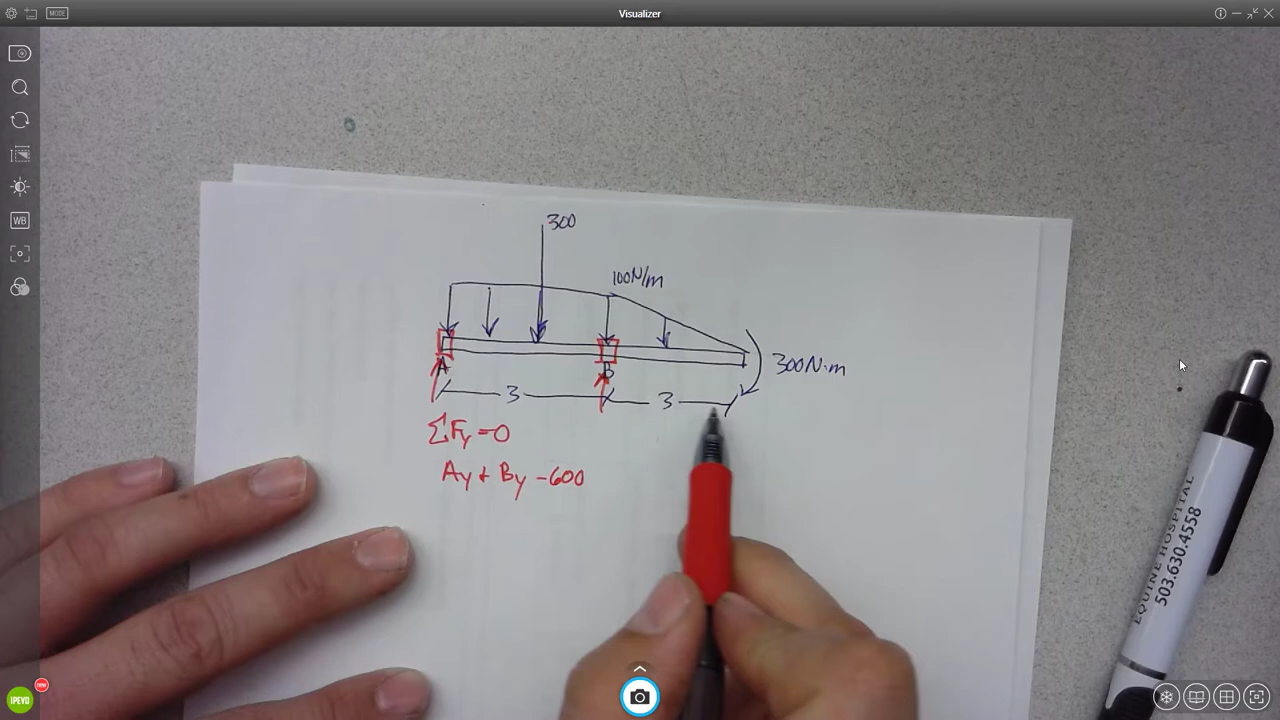 MODE
Visualizer
WB
300
100N/m
A
B
300N·m
3
3
ΣFy=0
Ay + By -600
EQUINE HOSPITAL
503.630.4558
IPEVO
new